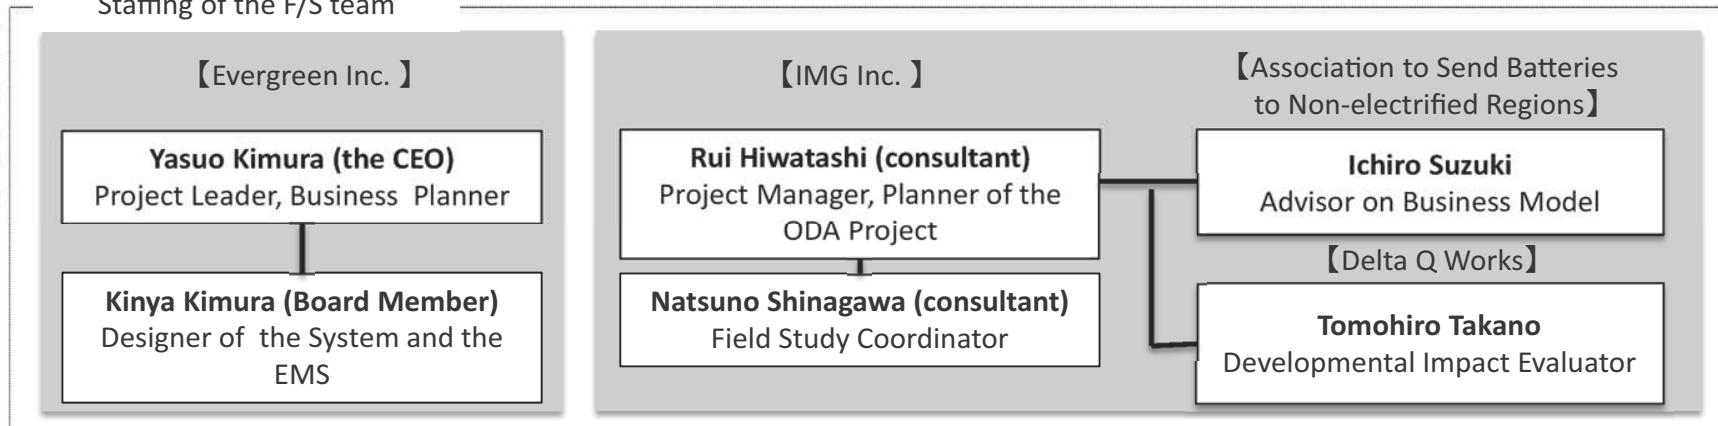 Staffing of the F/S team
【Evergreen Inc. 】
Yasuo Kimura (the CEO)
Project Leader, Business Planner
Kinya Kimura (Board Member)
Designer of the System and the
EMS
【IMG Inc. 】
Rui Hiwatashi (consultant)
Project Manager, Planner of the
ODA Project
Natsuno Shinagawa (consultant)
Field Study Coordinator
【Association to Send Batteries
to Non-electrified Regions】
Ichiro Suzuki
Advisor on Business Model
【Delta Q Works】
Tomohiro Takano
Developmental Impact Evaluator